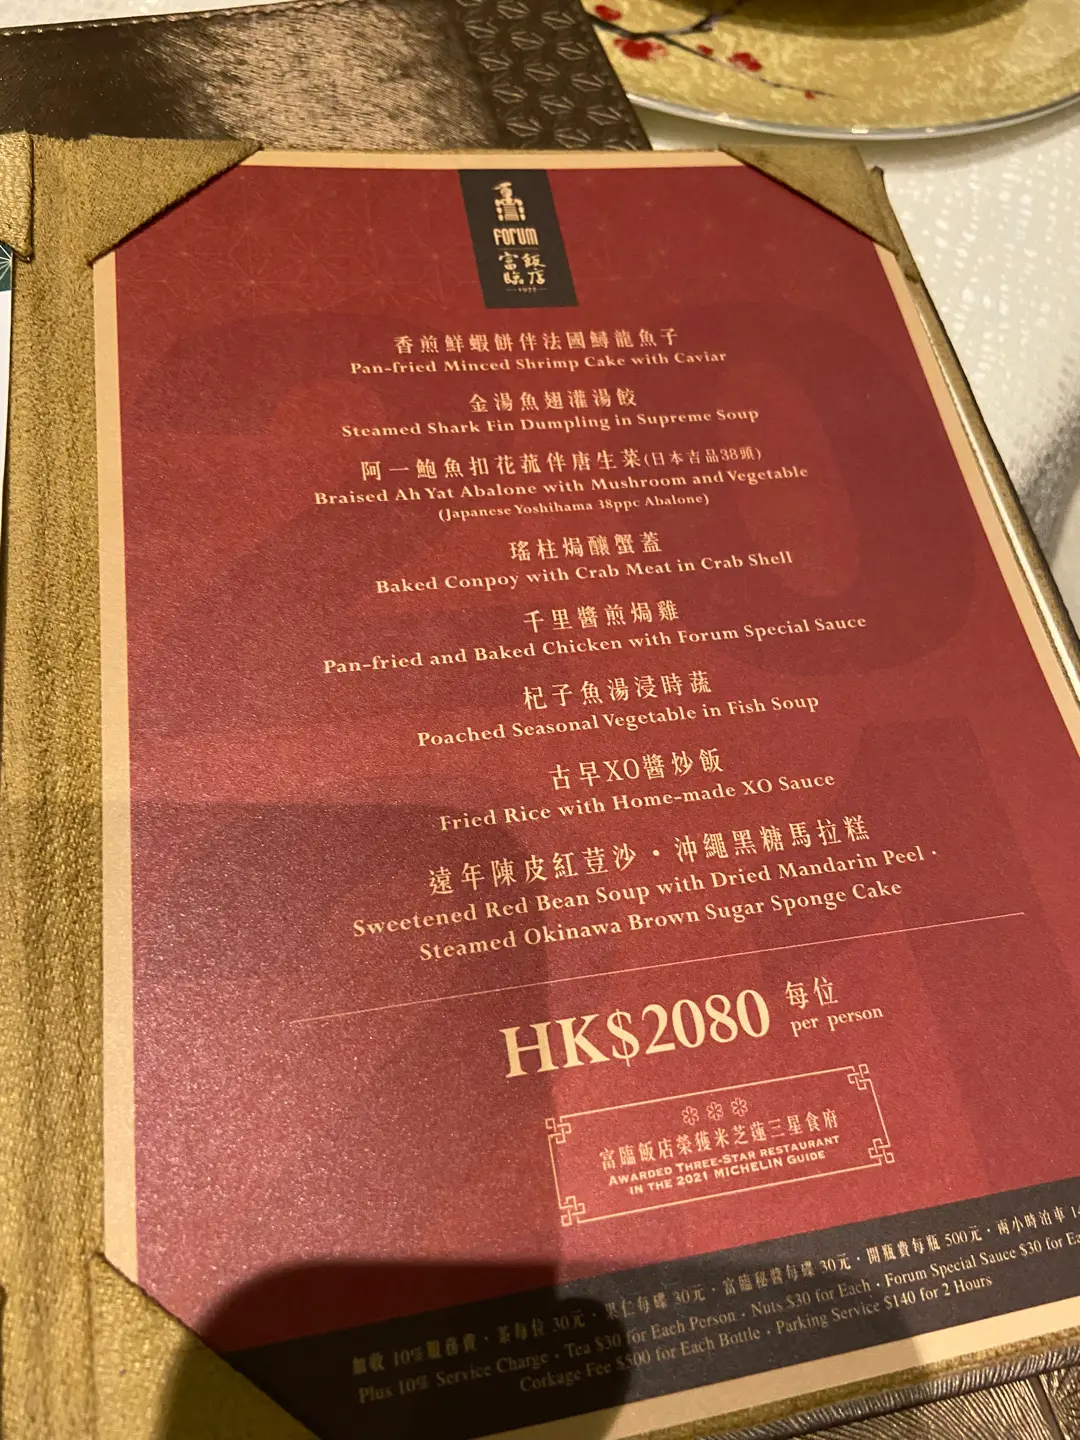 FORUM
富臨飯店
1977
香煎鮮蝦餅伴法國鱘龍魚子
Pan-fried Minced Shrimp Cake with Caviar
金湯魚翅灌湯餃
Steamed Shark Fin Dumpling in Supreme Soup
阿一鮑魚扣花菰伴唐生菜(日本吉品38頭)
Braised Ah Yat Abalone with Mushroom and Vegetable
(Japanese Yoshihama 38ppc Abalone)
瑤柱焗釀蟹蓋
Baked Conpoy with Crab Meat in Crab Shell
千里醬煎焗雞
Pan-fried and Baked Chicken with Forum Special Sauce
杞子魚湯浸時蔬
Poached Seasonal Vegetable in Fish Soup
古早XO醬炒飯
Fried Rice with Home-made XO Sauce
遠年陳皮紅荳沙・沖繩黑糖馬拉糕
Sweetened Red Bean Soup with Dried Mandarin Peel・
Steamed Okinawa Brown Sugar Sponge Cake
HK$2080 每位
per person
富臨飯店榮獲米芝蓮三星食府
AWARDED THREE-STAR RESTAURANT
IN THE 2021 MICHELIN GUIDE
加收 10% 服務費・茶每位 30元・果仁每碟 30元・富臨秘醬每碟 30元・開瓶費每瓶 500元・兩小時泊車
Plus 10% Service Charge・Tea $30 for Each Person・Nuts $30 for Each・Forum Special Sauce $30 for
Corkage Fee $500 for Each Bottle・Parking Service $140 for 2 Hours